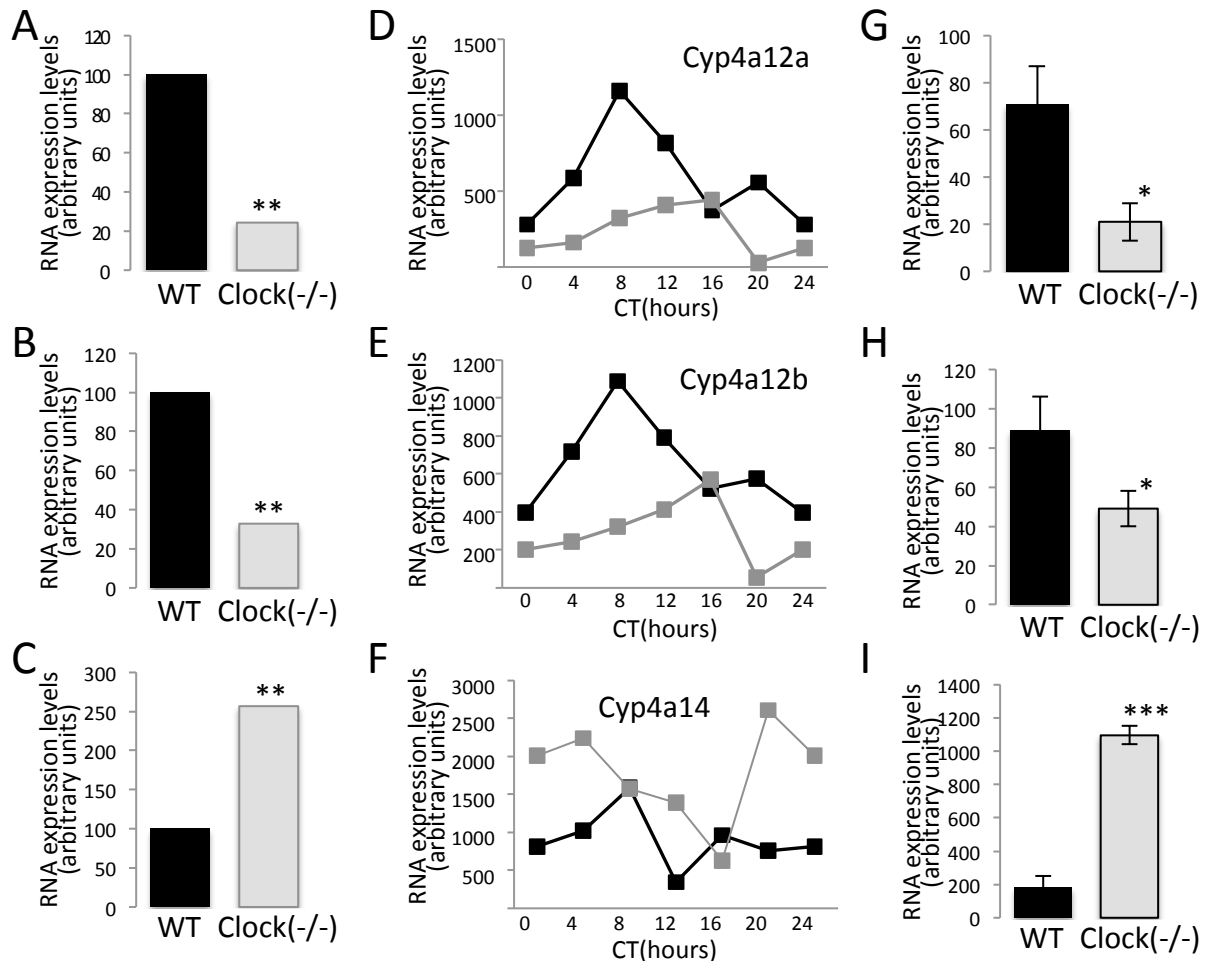 A
RNA expression levels
(arbitrary units)
120
100
80
60
40
20
0
**
WT Clock(-/-)
D
RNA expression levels
(arbitrary units)
1500
1000
500
Cyp4a12a
0 4 8 12 16 20 24
CT(hours)
G
RNA expression levels
(arbitrary units)
100
80
60
40
20
0
*
WT Clock(-/-)
B
RNA expression levels
(arbitrary units)
120
100
80
60
40
20
0
**
WT Clock(-/-)
E
RNA expression levels
(arbitrary units)
1200
1000
800
600
400
200
Cyp4a12b
0 4 8 12 16 20 24
CT(hours)
H
RNA expression levels
(arbitrary units)
120
100
80
60
40
20
0
*
WT Clock(-/-)
C
RNA expression levels
(arbitrary units)
300
250
200
150
100
50
0
**
WT Clock(-/-)
F
RNA expression levels
(arbitrary units)
3000
2500
2000
1500
1000
500
Cyp4a14
0 4 8 12 16 20 24
CT(hours)
I
RNA expression levels
(arbitrary units)
1400
1200
1000
800
600
400
200
0
***
WT Clock(-/-)